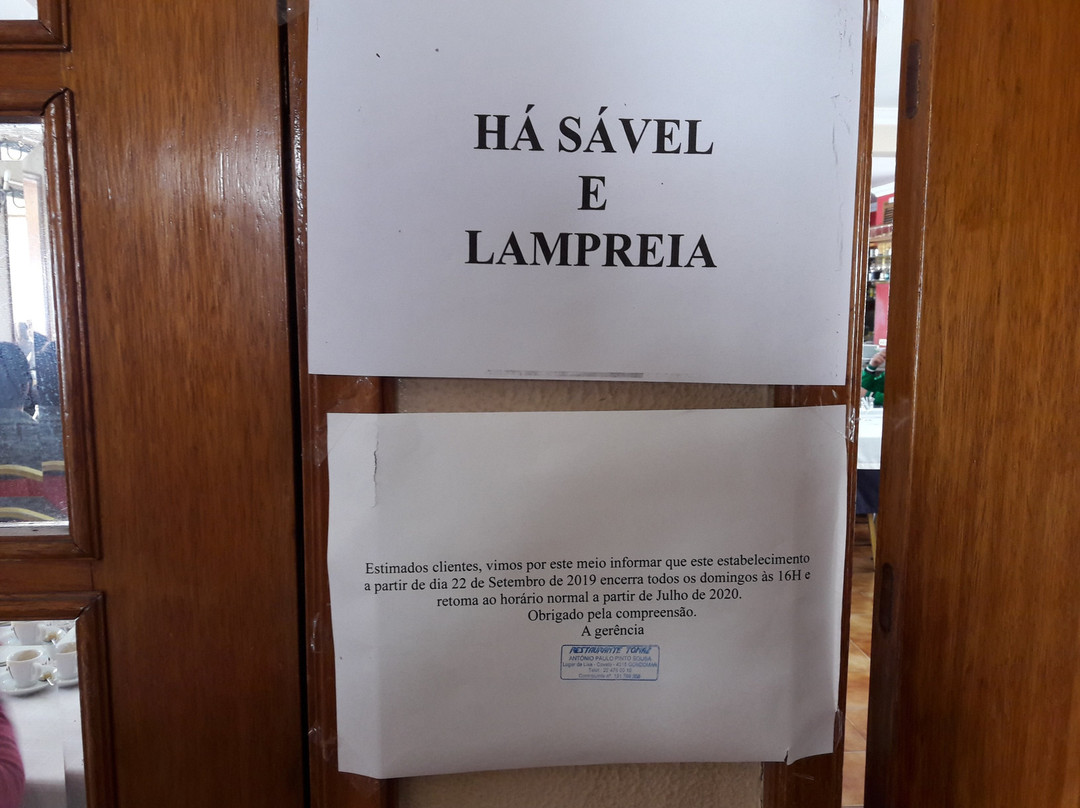 HÁ SÁVEL
E
LAMPREIA
Estimados clientes, vimos por este meio informar que este estabelecimento
a partir de dia 22 de Setembro de 2019 encerra todos os domingos às 16H e
retoma ao horário normal a partir de Julho de 2020.
Obrigado pela compreensão.
A gerência
RESTAURANTE
ANTÓNIO PAULO PINTO SOUSA
Lugar de